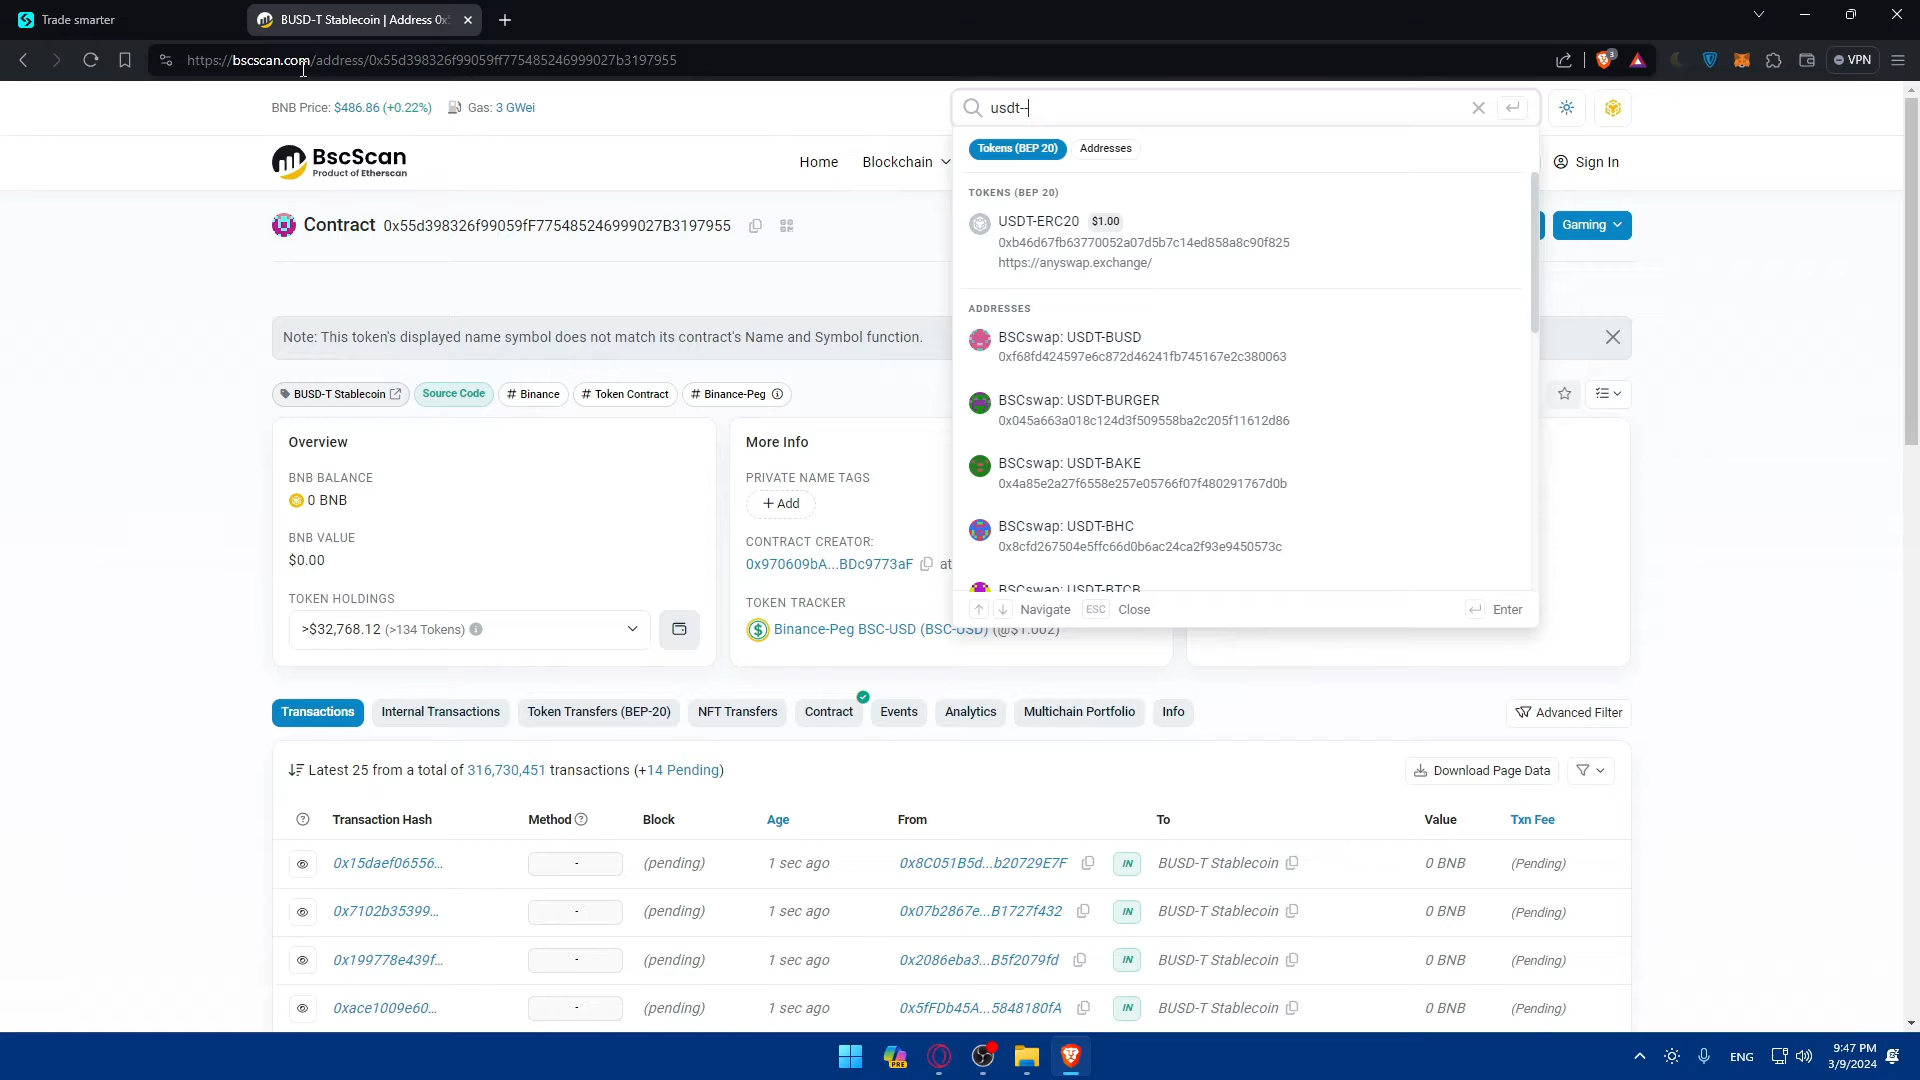 Trade smarter
BUSD-T Stablecoin | Address 0x5
https://bscscan.com/address/0x55d398326f99059ff775485246999027b3197955
3
VPN
BNB Price: $486.86 (+0.22%)
Gas: 3 GWei
usdt--
BscScan
Product of Etherscan
Home
Blockchain
Sign In
Tokens (BEP 20)
Addresses
TOKENS (BEP 20)
USDT-ERC20 $1.00
0xb46d67fb63770052a07d5b7c14ed858a8c90f825
https://anyswap.exchange/
ADDRESSES
BSCswap: USDT-BUSD
0xf68fd424597e6c872d46241fb745167e2c380063
BSCswap: USDT-BURGER
0x045a663a018c124d3f509558ba2c205f11612d86
BSCswap: USDT-BAKE
0x4a85e2a27f6558e257e05766f07f480291767d0b
BSCswap: USDT-BHC
0x8cfd267504e5ffc66d0b6ac24ca2f93e9450573c
BSCswap: USDT-BTCB
Navigate
ESC
Close
Enter
Contract 0x55d398326f99059fF775485246999027B3197955
Gaming
Note: This token's displayed name symbol does not match its contract's Name and Symbol function.
BUSD-T Stablecoin
Source Code
# Binance
# Token Contract
# Binance-Peg
Overview
BNB BALANCE
0 BNB
BNB VALUE
$0.00
TOKEN HOLDINGS
>$32,768.12 (>134 Tokens)
More Info
PRIVATE NAME TAGS
+ Add
CONTRACT CREATOR:
0x970609bA...BDc9773aF at
TOKEN TRACKER
Binance-Peg BSC-USD (BSC-USD) (@$1.002)
Transactions
Internal Transactions
Token Transfers (BEP-20)
NFT Transfers
Contract
Events
Analytics
Multichain Portfolio
Info
Advanced Filter
Latest 25 from a total of 316,730,451 transactions (+14 Pending)
Download Page Data
Transaction Hash Method Block Age From To Value Txn Fee
0x15daef06556... - (pending) 1 sec ago 0x8C051B5d...b20729E7F IN BUSD-T Stablecoin 0 BNB (Pending)
0x7102b35399... - (pending) 1 sec ago 0x07b2867e...B1727f432 IN BUSD-T Stablecoin 0 BNB (Pending)
0x199778e439f... - (pending) 1 sec ago 0x2086eba3...B5f2079fd IN BUSD-T Stablecoin 0 BNB (Pending)
0xace1009e60... - (pending) 1 sec ago 0x5fFDb45A...5848180fA IN BUSD-T Stablecoin 0 BNB (Pending)
PRE
ENG
9:47 PM
3/9/2024